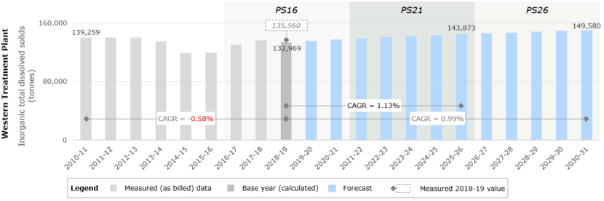 PS16
PS21
PS26
Western Treatment Plant
Inorganic total dissolved solids
(tonnes)
160,000
80,000
0
139,259
135,560
132,969
143,873
149,580
CAGR = 1.13%
CAGR = -0.58%
CAGR = 0.99%
2010-11
2011-12
2012-13
2013-14
2014-15
2015-16
2016-17
2017-18
2018-19
2019-20
2020-21
2021-22
2022-23
2023-24
2024-25
2025-26
2026-27
2027-28
2028-29
2029-30
2030-31
Legend
Measured (as billed) data
Base year (calculated)
Forecast
Measured 2018-19 value